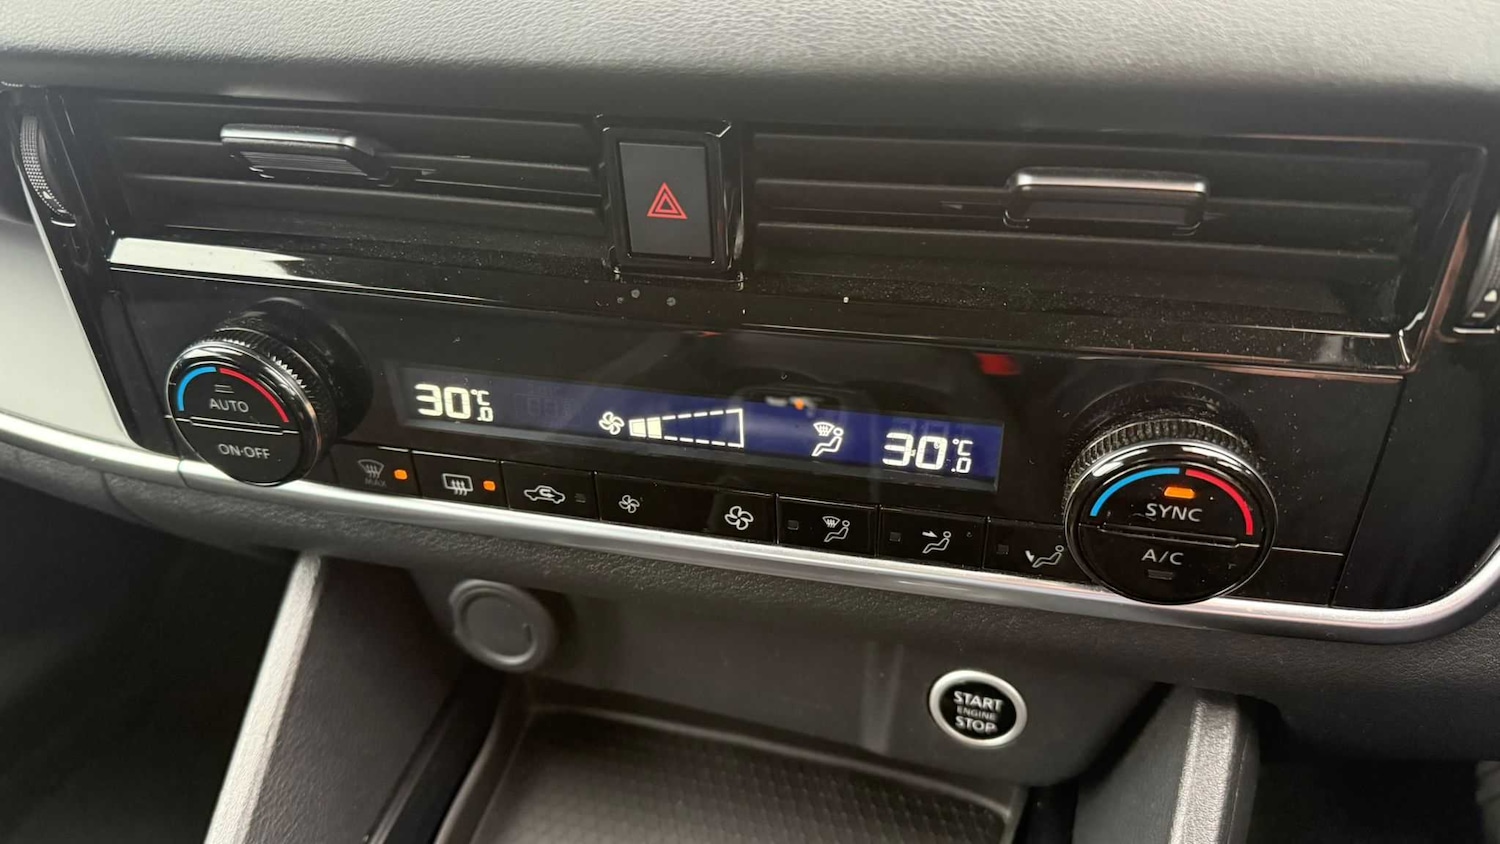 30.0°C
30.0°C
AUTO
ON·OFF
MAX
SYNC
A/C
START
ENGINE
STOP